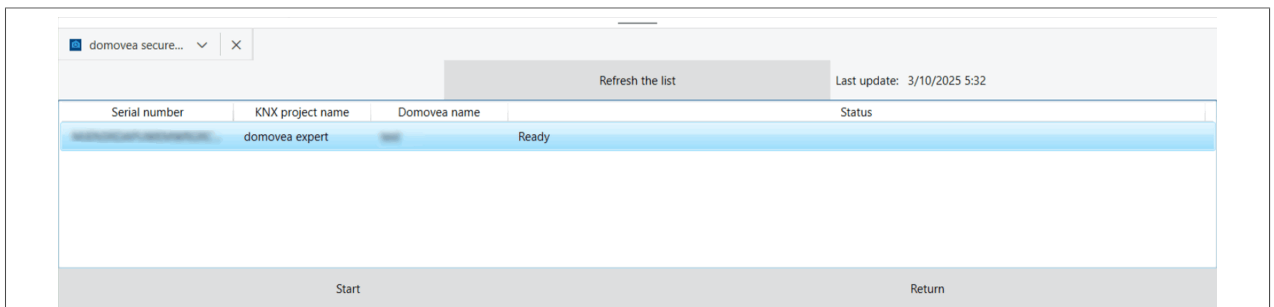 domovea secure...
Refresh the list Last update: 3/10/2025 5:32
Serial number KNX project name Domovea name Status
domovea expert Ready
Start Return